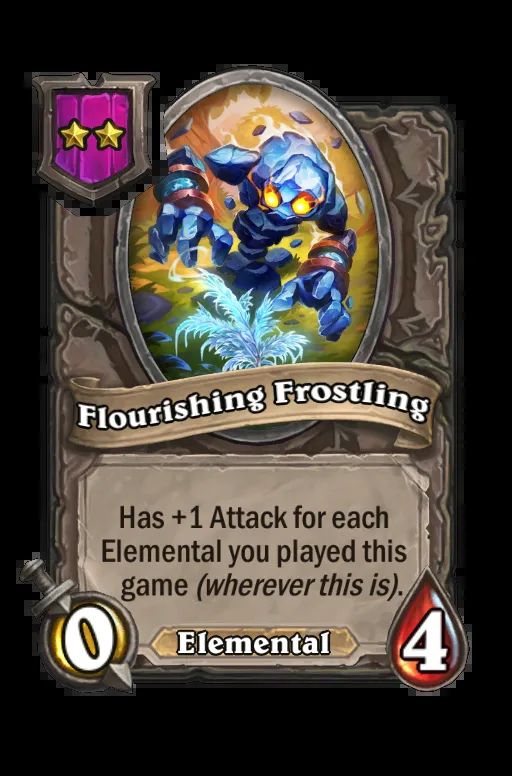 Flourishing Frostling
Has +1 Attack for each
Elemental you played this
game (wherever this is).
0
Elemental
4